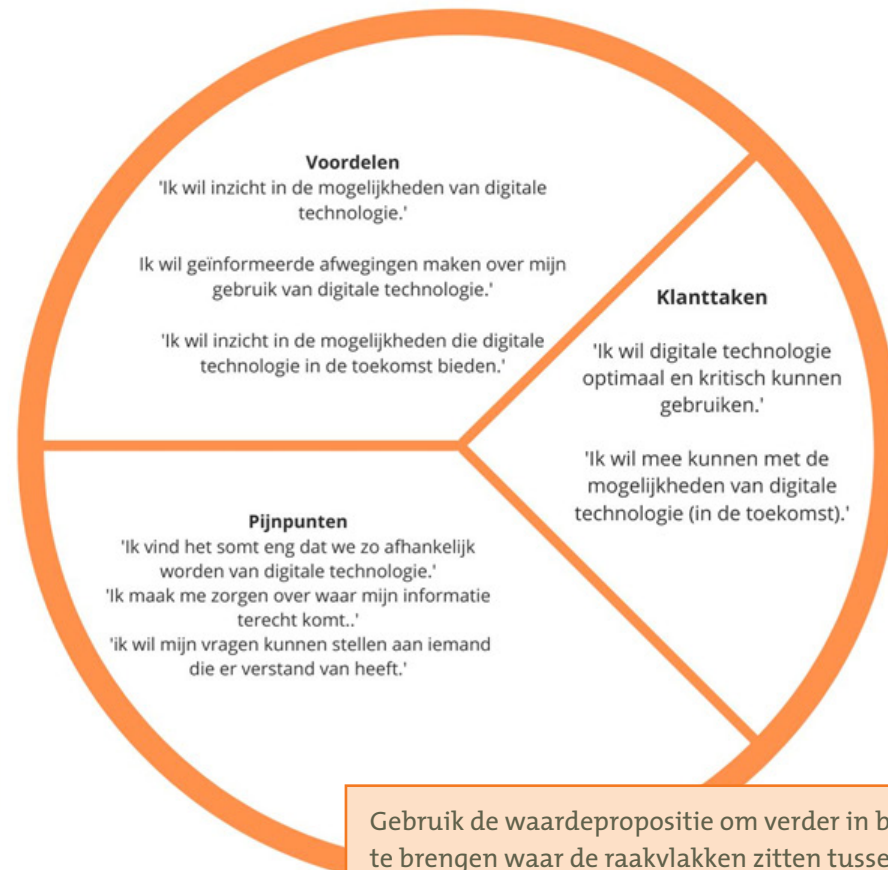 Voordelen
'Ik wil inzicht in de mogelijkheden van digitale
technologie.'
Ik wil geïnformeerde afwegingen maken over mijn
gebruik van digitale technologie.'
'Ik wil inzicht in de mogelijkheden die digitale
technologie in de toekomst bieden.'
Klanttaken
'Ik wil digitale technologie
optimaal en kritisch kunnen
gebruiken.'
'Ik wil mee kunnen met de
mogelijkheden van digitale
technologie (in de toekomst).'
Pijnpunten
'Ik vind het somt eng dat we zo afhankelijk
worden van digitale technologie.'
'Ik maak me zorgen over waar mijn informatie
terecht komt..'
'ik wil mijn vragen kunnen stellen aan iemand
die er verstand van heeft.'
Gebruik de waardepropositie om verder in b
te brengen waar de raakvlakken zitten tusse